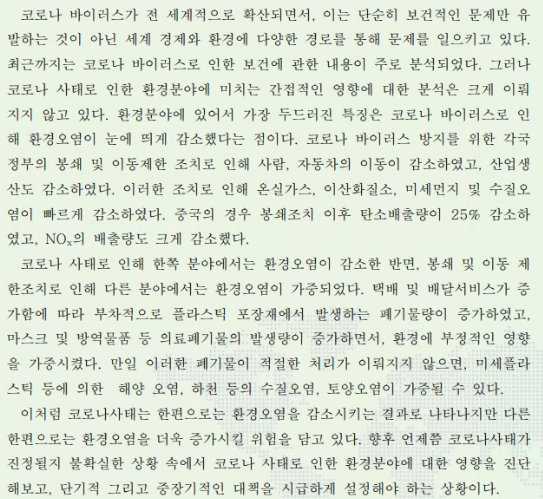 코로나 바이러스가 전 세계적으로 확산되면서, 이는 단순히 보건적인 문제만 유
발하는 것이 아닌 세계 경제와 환경에 다양한 경로를 통해 문제를 일으키고 있다.
최근까지는 코로나 바이러스로 인한 보건에 관한 내용이 주로 분석되었다. 그러나
코로나 사태로 인한 환경분야에 미치는 간접적인 영향에 대한 분석은 크게 이뤄
지지 않고 있다. 환경분야에 있어서 가장 두드러진 특징은 코로나 바이러스로 인
해 환경오염이 눈에 띄게 감소했다는 점이다. 코로나 바이러스 방지를 위한 각국
정부의 봉쇄 및 이동제한 조치로 인해 사람, 자동차의 이동이 감소하였고, 산업생
산도 감소하였다. 이러한 조치로 인해 온실가스, 이산화질소, 미세먼지 및 수질오
염이 빠르게 감소하였다. 중국의 경우 봉쇄조치 이후 탄소배출량이 25% 감소하
였고, NOx의 배출량도 크게 감소했다.
코로나 사태로 인해 한쪽 분야에서는 환경오염이 감소한 반면, 봉쇄 및 이동 제
한조치로 인해 다른 분야에서는 환경오염이 가중되었다. 택배 및 배달서비스가 증
가함에 따라 부차적으로 플라스틱 포장재에서 발생하는 폐기물량이 증가하였고,
마스크 및 방역물품 등 의료폐기물의 발생량이 증가하면서, 환경에 부정적인 영향
을 가중시켰다. 만일 이러한 폐기물이 적절한 처리가 이뤄지지 않으면, 미세플라
스틱 등에 의한 해양 오염, 하천 등의 수질오염, 토양오염이 가중될 수 있다.
이처럼 코로나사태는 한편으로는 환경오염을 감소시키는 결과로 나타나지만 다른
한편으로는 환경오염을 더욱 증가시킬 위험을 담고 있다. 향후 언제쯤 코로나사태가
진정될지 불확실한 상황 속에서 코로나 사태로 인한 환경분야에 대한 영향을 진단
해보고, 단기적 그리고 중장기적인 대책을 시급하게 설정해야 하는 상황이다.